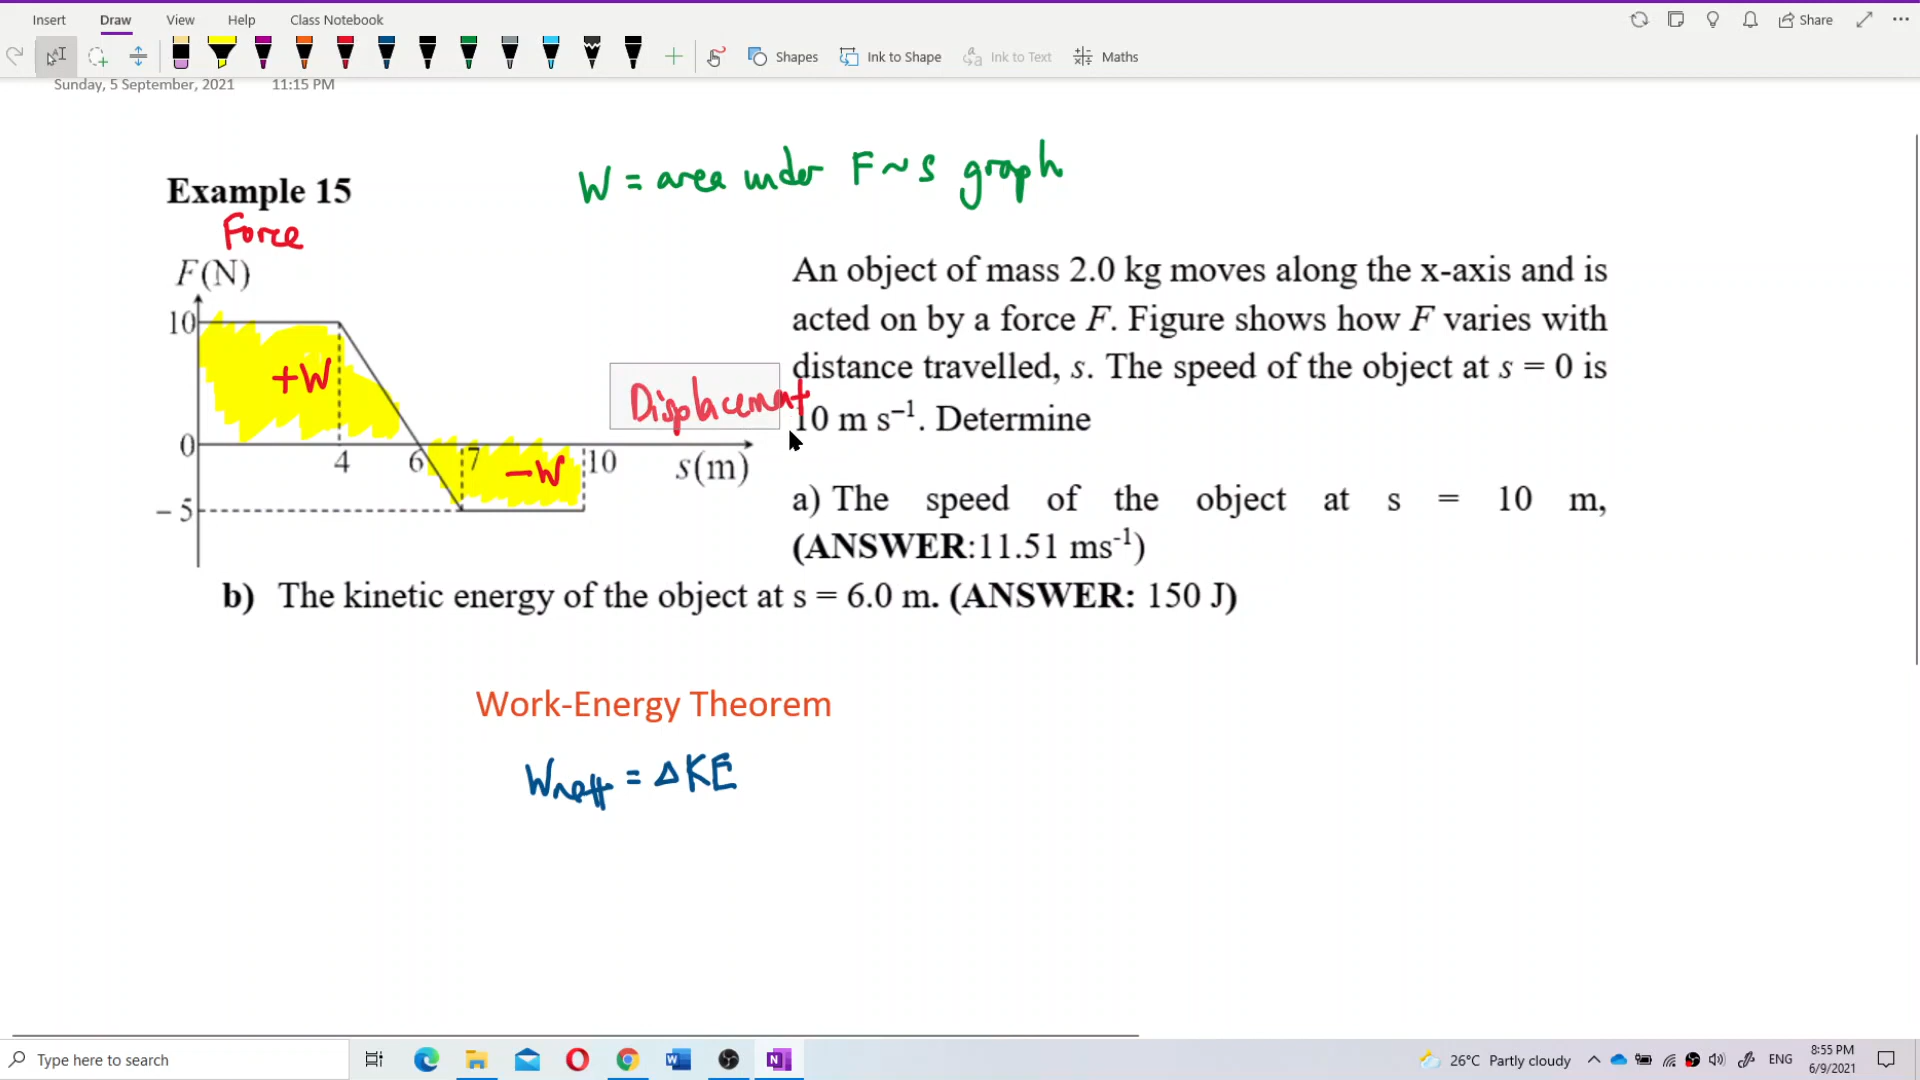 Insert Draw View Help Class Notebook Share
Shapes Ink to Shape Ink to Text Maths
Sunday, 5 September, 2021 11:15 PM
W = area under F ~ s graph
Example 15
Force
F(N)
10
+W
0
4 6 7 10 s(m)
-W
– 5
Displacement
An object of mass 2.0 kg moves along the x-axis and is
acted on by a force F. Figure shows how F varies with
distance travelled, s. The speed of the object at s = 0 is
10 m s⁻¹. Determine
a) The speed of the object at s = 10 m,
(ANSWER:11.51 ms⁻¹)
b) The kinetic energy of the object at s = 6.0 m. (ANSWER: 150 J)
Work-Energy Theorem
Wnett = ΔKE
Type here to search
26°C Partly cloudy ENG 8:55 PM
6/9/2021